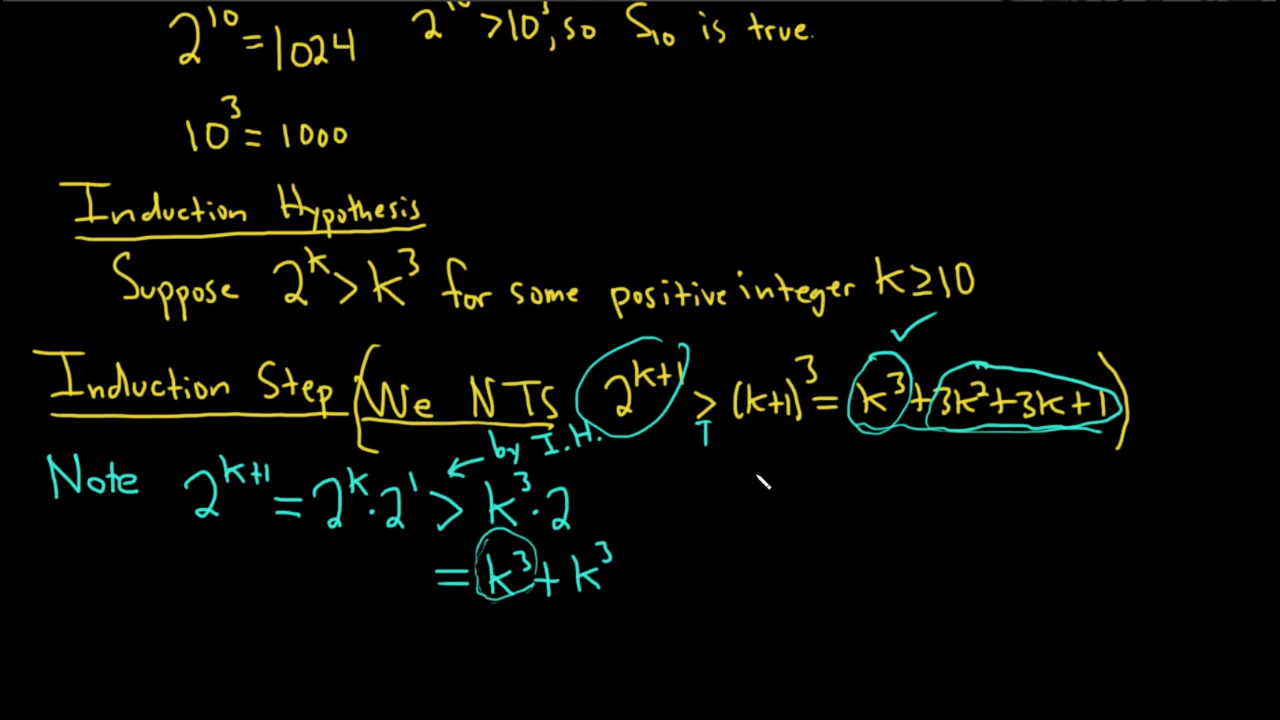 2^10 = 1024 2^10 > 10^3, so S_10 is true.
10^3 = 1000
Induction Hypothesis
Suppose 2^k > k^3 for some positive integer k ≥ 10
Induction Step (We NTS 2^(k+1) > (k+1)^3 = k^3 + 3k^2 + 3k + 1) ✓
↑
← by I.H.
Note 2^(k+1) = 2^k · 2^1 > k^3 · 2
= k^3 + k^3